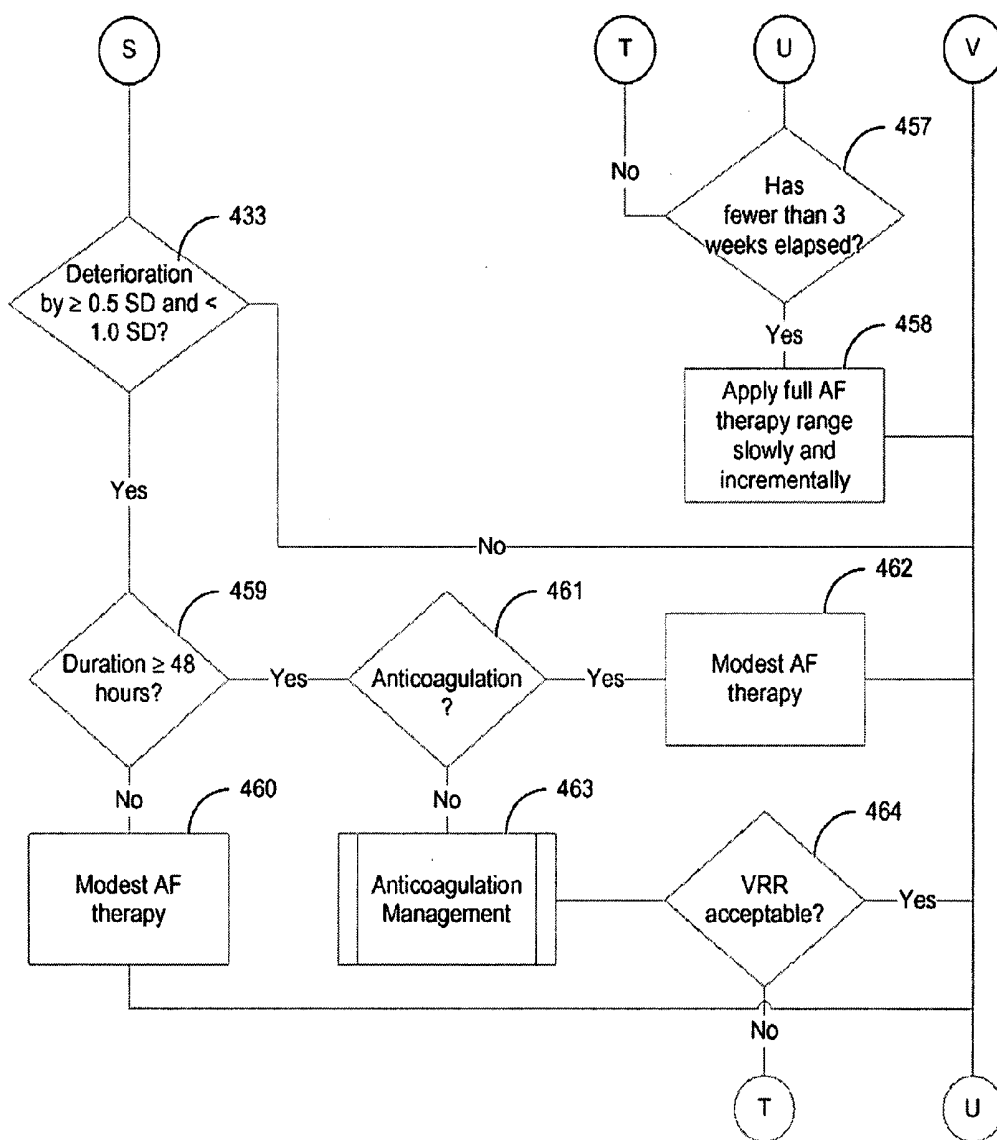 S
T
U
V
457
Has
fewer than 3
weeks elapsed?
No
433
Deterioration
by ≥ 0.5 SD and <
1.0 SD?
Yes
458
Apply full AF
therapy range
slowly and
incrementally
Yes
No
459
Duration ≥ 48
hours?
Yes
461
Anticoagulation
?
Yes
462
Modest AF
therapy
No
460
Modest AF
therapy
No
463
Anticoagulation
Management
464
VRR
acceptable?
Yes
No
T
U